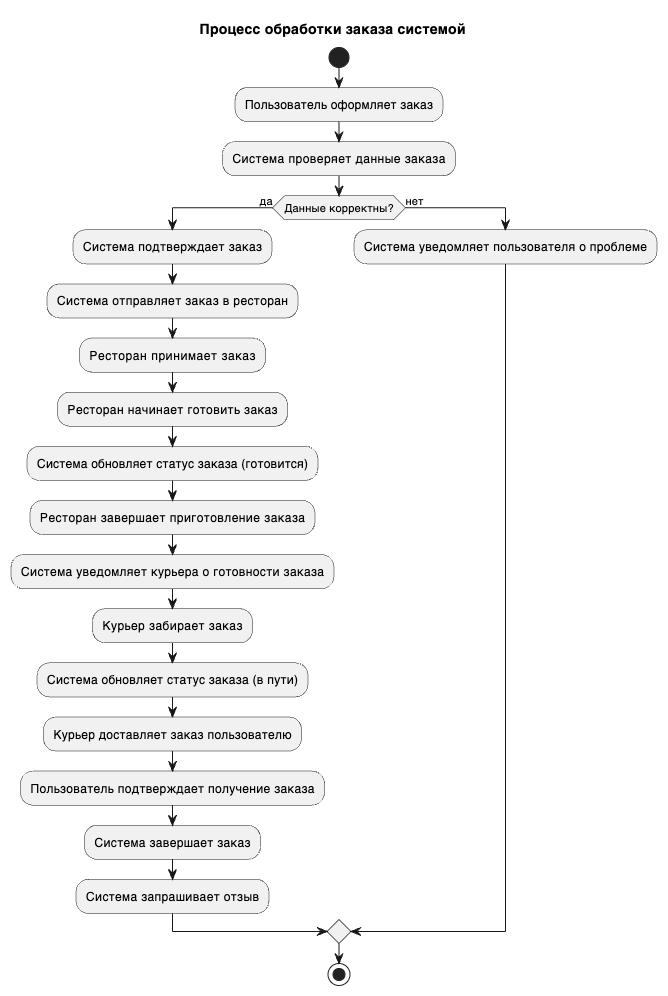 Процесс обработки заказа системой
Пользователь оформляет заказ
Система проверяет данные заказа
да
Данные корректны?
нет
Система подтверждает заказ
Система уведомляет пользователя о проблеме
Система отправляет заказ в ресторан
Ресторан принимает заказ
Ресторан начинает готовить заказ
Система обновляет статус заказа (готовится)
Ресторан завершает приготовление заказа
Система уведомляет курьера о готовности заказа
Курьер забирает заказ
Система обновляет статус заказа (в пути)
Курьер доставляет заказ пользователю
Пользователь подтверждает получение заказа
Система завершает заказ
Система запрашивает отзыв